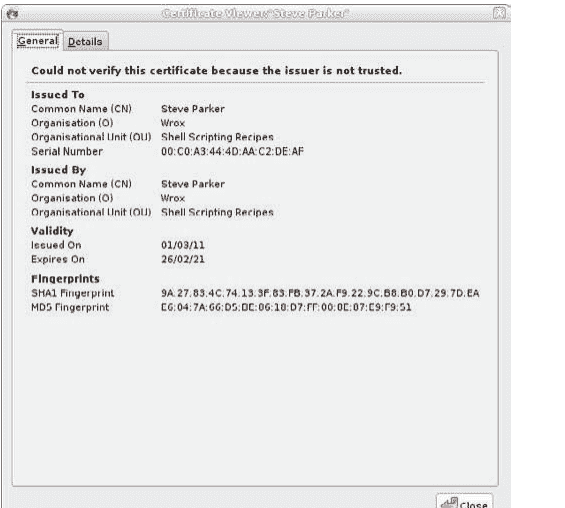 Certificate Viewer:"Steve Parker"
General Details
Could not verify this certificate because the issuer is not trusted.
Issued To
Common Name (CN) Steve Parker
Organisation (O) Wrox
Organisational Unit (OU) Shell Scripting Recipes
Serial Number 00:C0:A3:44:4D:AA:C2:DE:AF
Issued By
Common Name (CN) Steve Parker
Organisation (O) Wrox
Organisational Unit (OU) Shell Scripting Recipes
Validity
Issued On 01/03/11
Expires On 26/02/21
Fingerprints
SHA1 Fingerprint 9A:27:83:4C:74:13:3F:83:FB:37:2A:F9:22:9C:B8:B0:D7:29:7D:EA
MD5 Fingerprint E6:04:7A:66:D5:DE:06:18:D7:FF:00:0E:07:E9:F9:51
Close